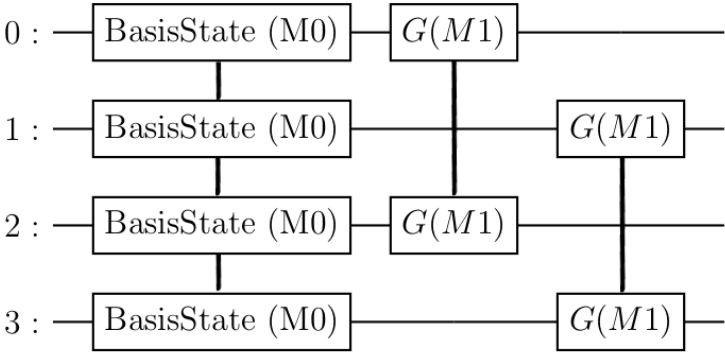 0 : BasisState (M0) G(M1)
1 : BasisState (M0) G(M1)
2 : BasisState (M0) G(M1)
3 : BasisState (M0) G(M1)